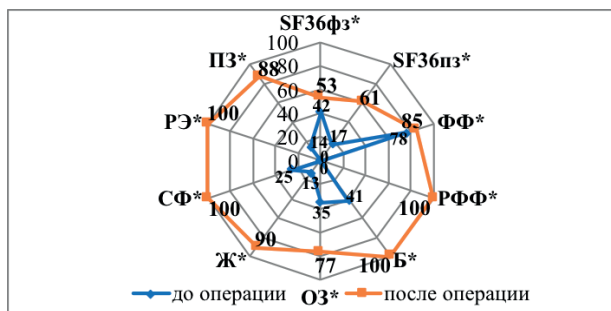 SF36фз*
100
ПЗ*
80
SF36пз*
88
60
53
61
РЭ*
40
42
ФФ*
100
20
85
14
17
78
0
0
0
25
13
СФ*
41
100
РФФ*
100
35
90
Ж*
77
100
Б*
ОЗ*
до операции
после операции